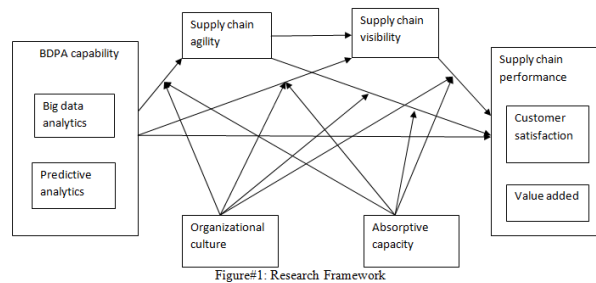 BDPA capability
Big data
analytics
Predictive
analytics
Supply chain
agility
Supply chain
visibility
Supply chain
performance
Customer
satisfaction
Value added
Organizational
culture
Absorptive
capacity
Figure#1: Research Framework